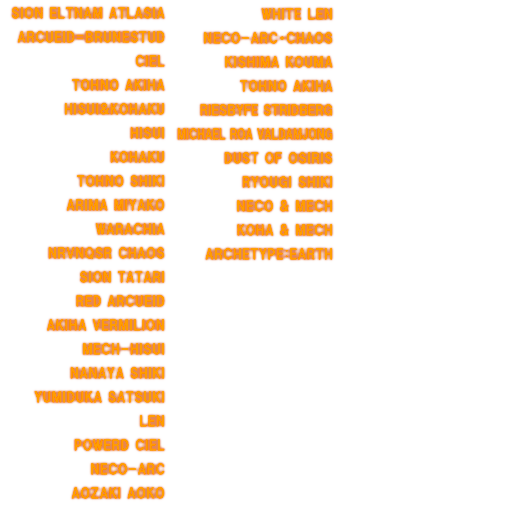 SION ELTNAM ATLASIA
ARCUEID=BRUNESTUD
CIEL
TOHNO AKIHA
HISUI&KOHAKU
HISUI
KOHAKU
TOHNO SHIKI
ARIMA MIYAKO
WARACHIA
NRVNQSR CHAOS
SION TATARI
RED ARCUEID
AKIHA VERMILION
MECH-HISUI
NANAYA SHIKI
YUMIDUKA SATSUKI
LEN
POWERD CIEL
NECO-ARC
AOZAKI AOKO
WHITE LEN
NECO-ARC-CHAOS
KISHIMA KOUMA
TOHNO AKIHA
RIESBYFE STRIDBERG
MICHAEL ROA VALDAMJONG
DUST OF OSIRIS
RYOUGI SHIKI
NECO & MECH
KOHA & MECH
ARCHETYPE:EARTH